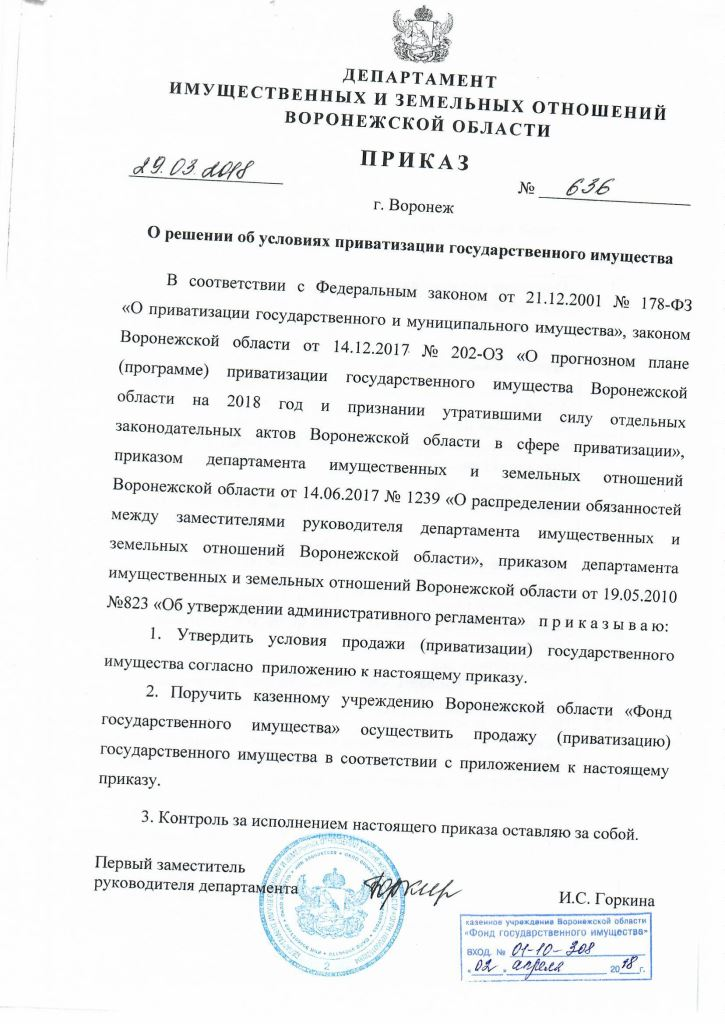 ДЕПАРТАМЕНТ
ИМУЩЕСТВЕННЫХ И ЗЕМЕЛЬНЫХ ОТНОШЕНИЙ
ВОРОНЕЖСКОЙ ОБЛАСТИ
ПРИКАЗ
29.03.2018
№ 636
г. Воронеж
О решении об условиях приватизации государственного имущества
В соответствии с Федеральным законом от 21.12.2001 № 178-ФЗ
«О приватизации государственного и муниципального имущества», законом
Воронежской области от 14.12.2017 № 202-ОЗ «О прогнозном плане
(программе) приватизации государственного имущества Воронежской
области на 2018 год и признании утратившими силу отдельных
законодательных актов Воронежской области в сфере приватизации»,
приказом департамента имущественных и земельных отношений
Воронежской области от 14.06.2017 № 1239 «О распределении обязанностей
между заместителями руководителя департамента имущественных и
земельных отношений Воронежской области», приказом департамента
имущественных и земельных отношений Воронежской области от 19.05.2010
№823 «Об утверждении административного регламента» п р и к а з ы в а ю:
1. Утвердить условия продажи (приватизации) государственного
имущества согласно приложению к настоящему приказу.
2. Поручить казенному учреждению Воронежской области «Фонд
государственного имущества» осуществить продажу (приватизацию)
государственного имущества в соответствии с приложением к настоящему
приказу.
3. Контроль за исполнением настоящего приказа оставляю за собой.
Первый заместитель
руководителя департамента
И.С. Горкина
казенное учреждение Воронежской области
«Фонд государственного имущества»
ВХОД. № 01-10-308
«02» апреля 2018 г.
2